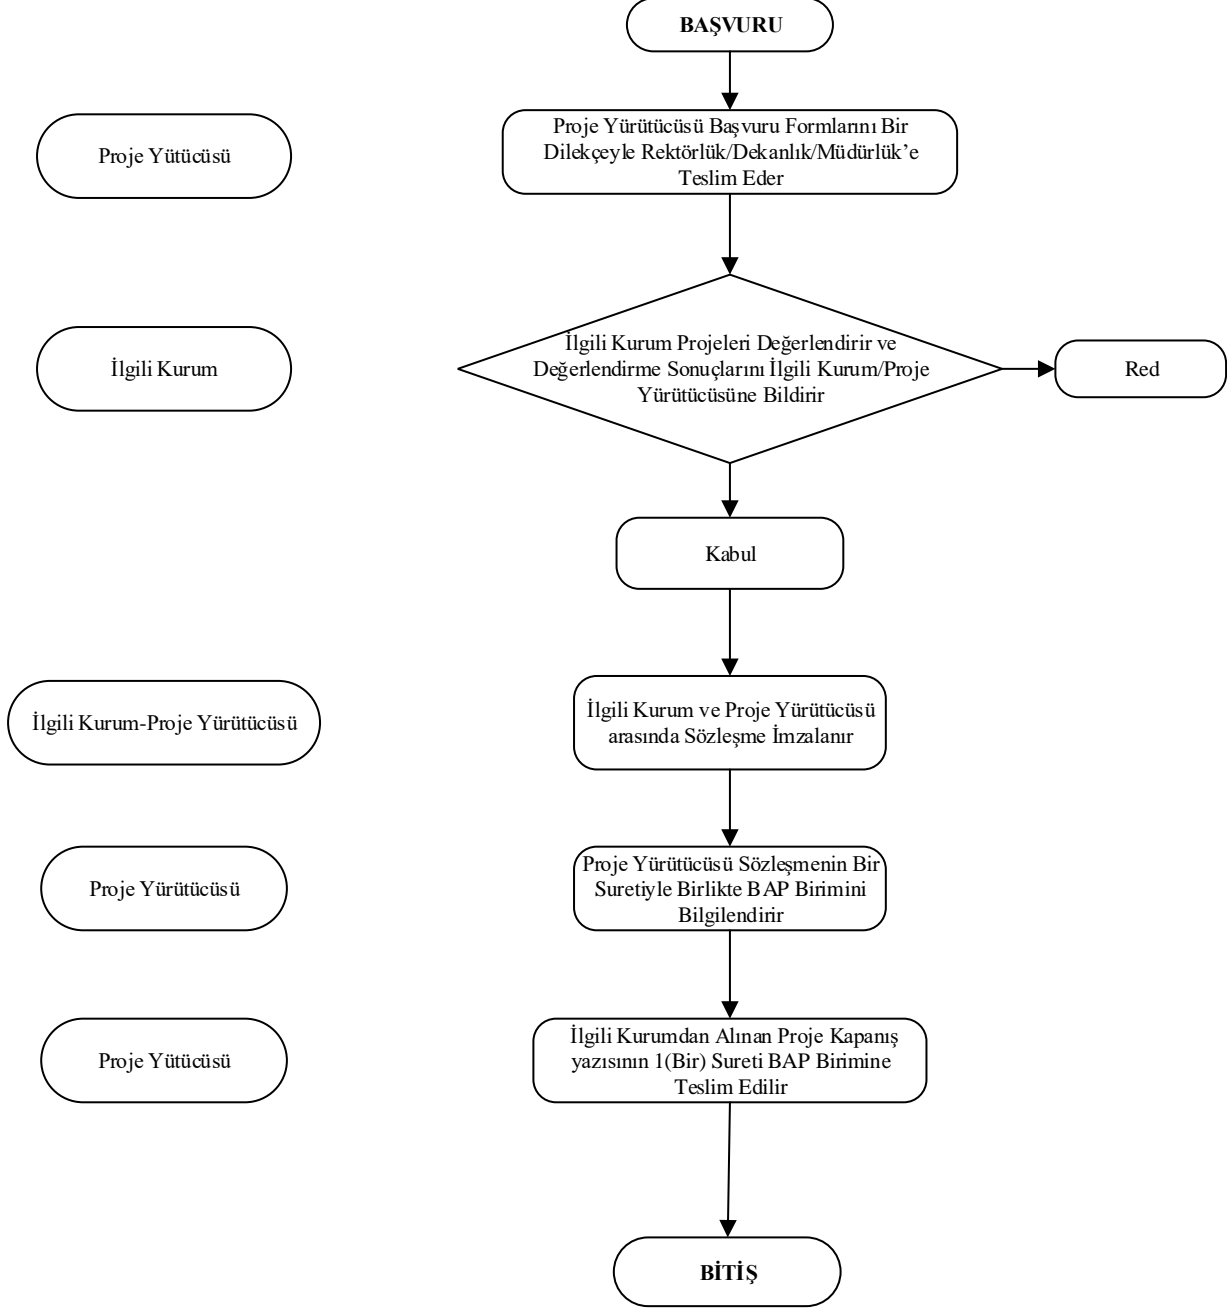 BAŞVURU
Proje Yütücüsü
Proje Yürütücüsü Başvuru Formlarını Bir
Dilekçeyle Rektörlük/Dekanlık/Müdürlük’e
Teslim Eder
İlgili Kurum
İlgili Kurum Projeleri Değerlendirir ve
Değerlendirme Sonuçlarını İlgili Kurum/Proje
Yürütücüsüne Bildirir
Red
Kabul
İlgili Kurum-Proje Yürütücüsü
İlgili Kurum ve Proje Yürütücüsü
arasında Sözleşme İmzalanır
Proje Yürütücüsü
Proje Yürütücüsü Sözleşmenin Bir
Suretiyle Birlikte BAP Birimini
Bilgilendirir
Proje Yütücüsü
İlgili Kurumdan Alınan Proje Kapanış
yazısının 1(Bir) Sureti BAP Birimine
Teslim Edilir
BİTİŞ